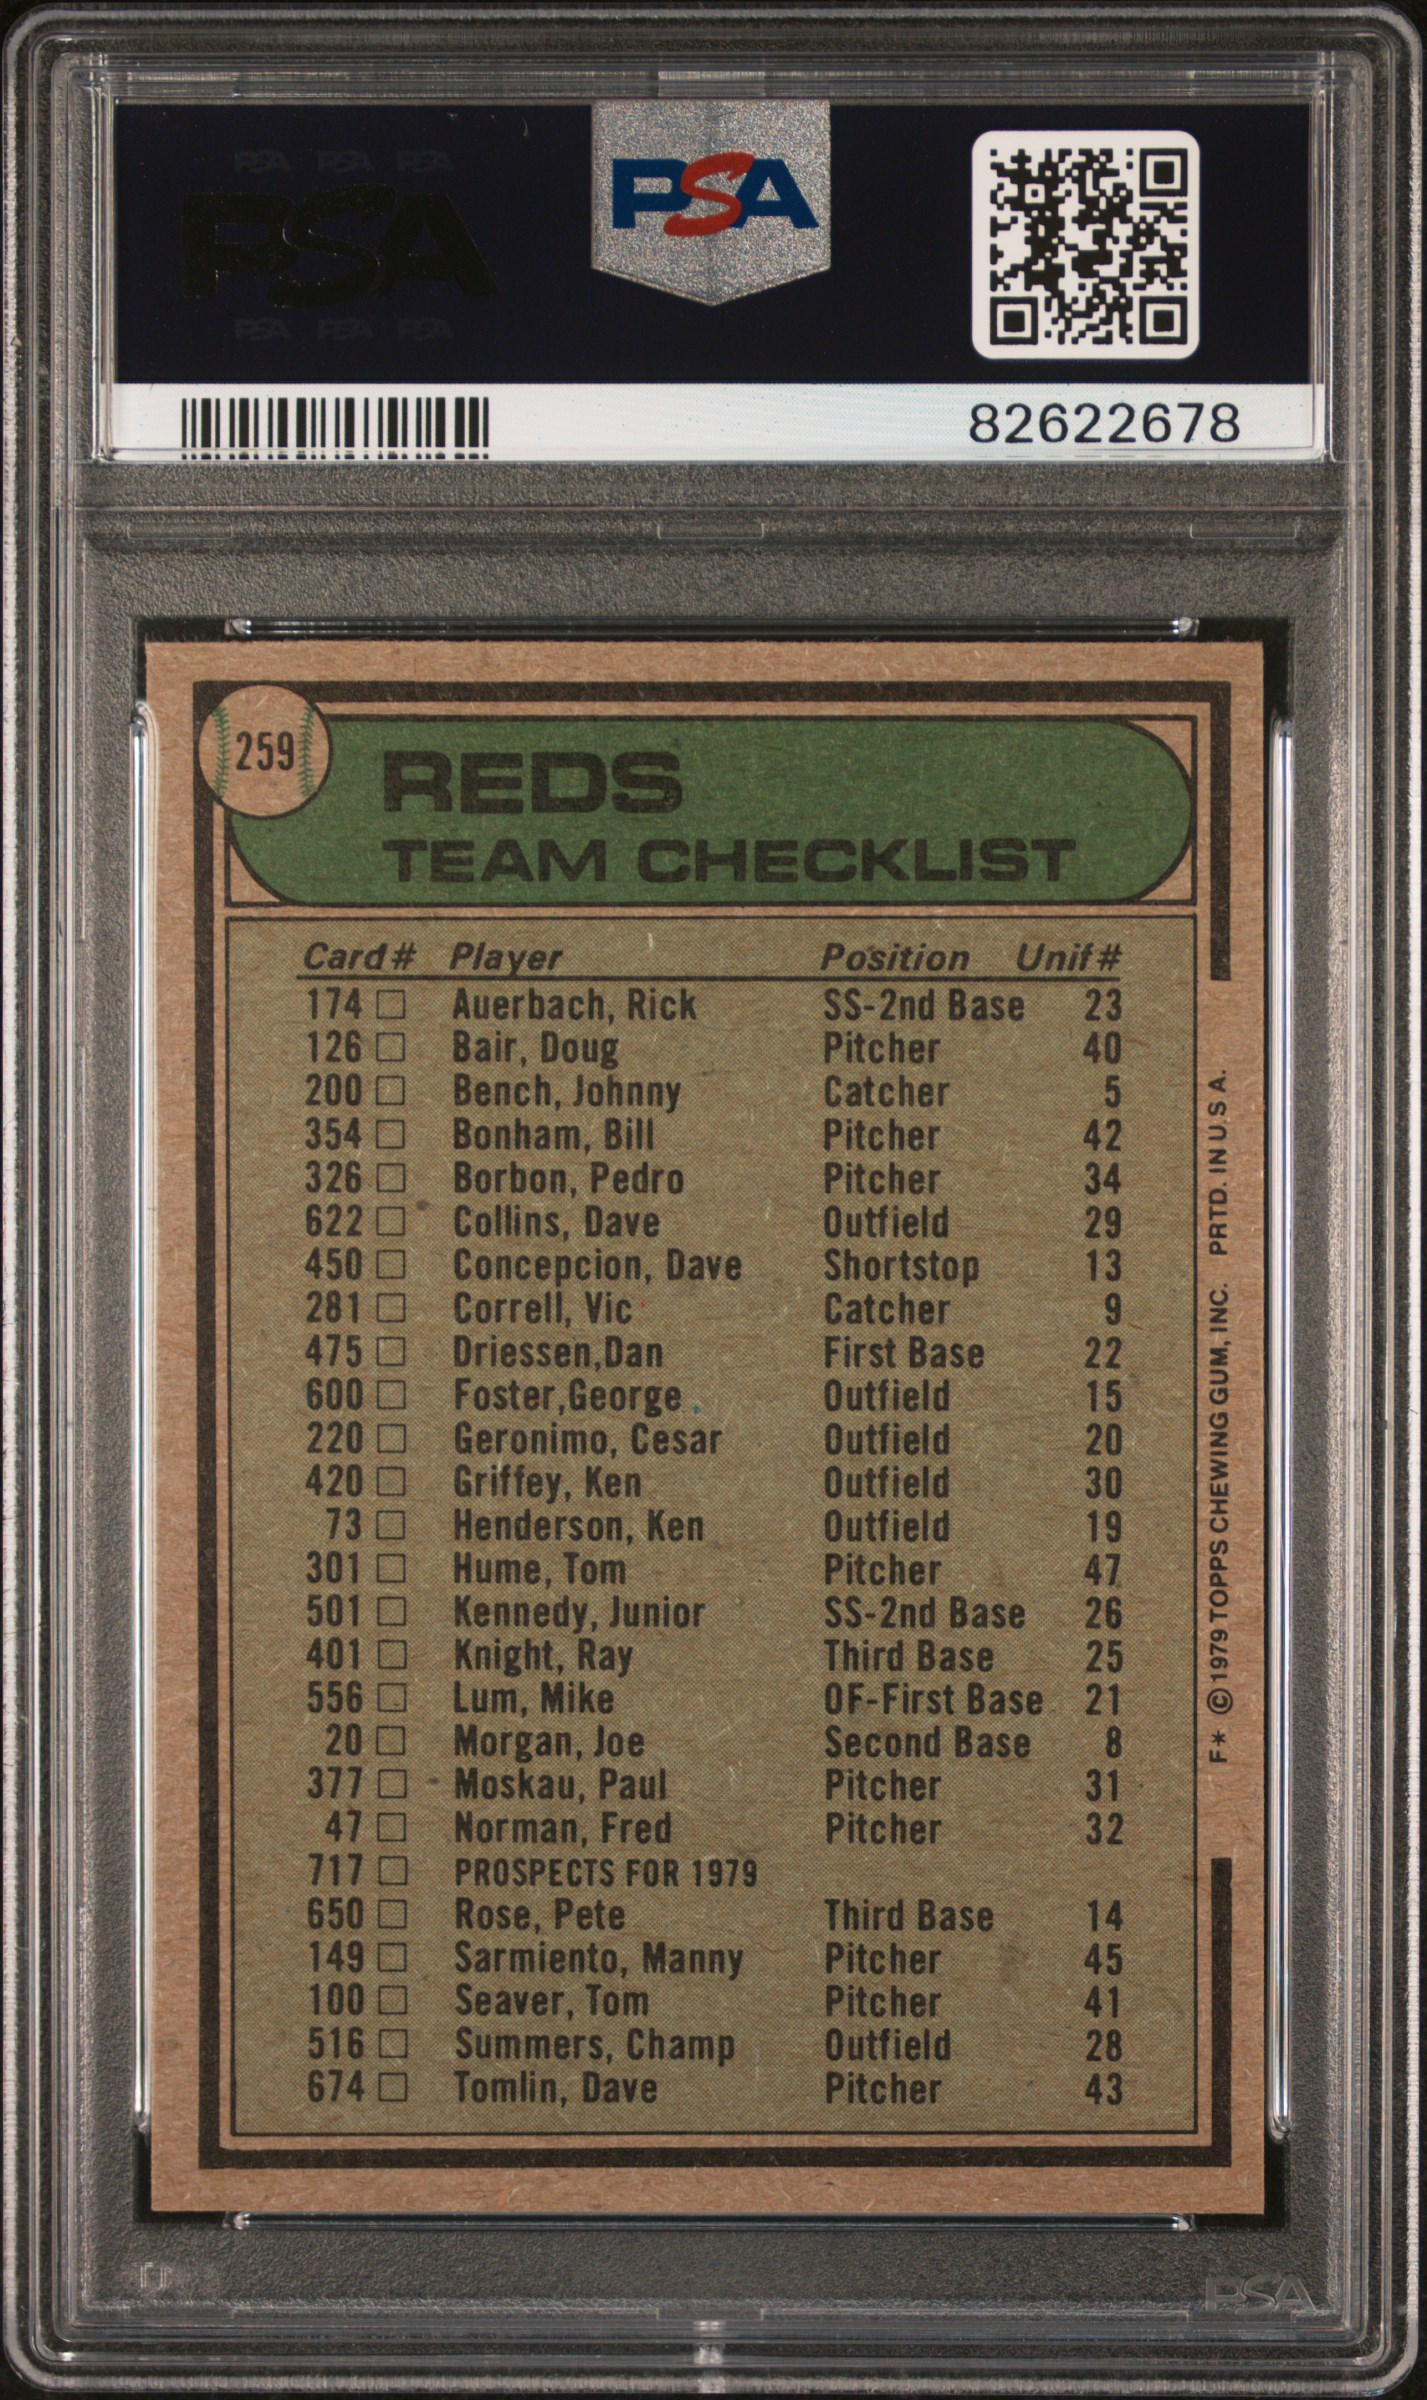 PSA PSA PSA
PSA
PSA PSA PSA
PSA
82622678
259
REDS
TEAM CHECKLIST
Card# Player Position Unif#
174 □ Auerbach, Rick SS-2nd Base 23
126 □ Bair, Doug Pitcher 40
200 □ Bench, Johnny Catcher 5
354 □ Bonham, Bill Pitcher 42
326 □ Borbon, Pedro Pitcher 34
622 □ Collins, Dave Outfield 29
450 □ Concepcion, Dave Shortstop 13
281 □ Correll, Vic Catcher 9
475 □ Driessen,Dan First Base 22
600 □ Foster,George Outfield 15
220 □ Geronimo, Cesar Outfield 20
420 □ Griffey, Ken Outfield 30
73 □ Henderson, Ken Outfield 19
301 □ Hume, Tom Pitcher 47
501 □ Kennedy, Junior SS-2nd Base 26
401 □ Knight, Ray Third Base 25
556 □ Lum, Mike OF-First Base 21
20 □ Morgan, Joe Second Base 8
377 □ Moskau, Paul Pitcher 31
47 □ Norman, Fred Pitcher 32
717 □ PROSPECTS FOR 1979
650 □ Rose, Pete Third Base 14
149 □ Sarmiento, Manny Pitcher 45
100 □ Seaver, Tom Pitcher 41
516 □ Summers, Champ Outfield 28
674 □ Tomlin, Dave Pitcher 43
F* © 1979 TOPPS CHEWING GUM, INC. PRTD. IN U.S.A.
PSA